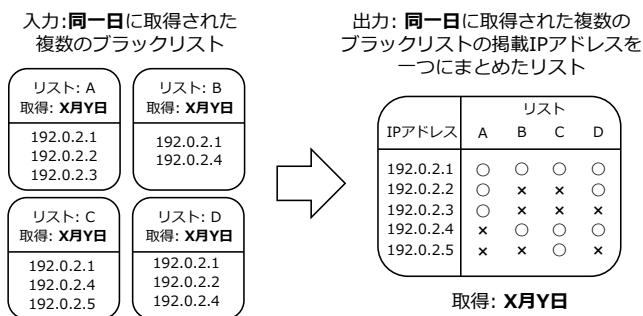 入力: 同一日に取得された
複数のブラックリスト
リスト: A
取得: X月Y日
192.0.2.1
192.0.2.2
192.0.2.3
リスト: B
取得: X月Y日
192.0.2.1
192.0.2.4
リスト: C
取得: X月Y日
192.0.2.1
192.0.2.4
192.0.2.5
リスト: D
取得: X月Y日
192.0.2.1
192.0.2.2
192.0.2.4
出力: 同一日に取得された複数の
ブラックリストの掲載IPアドレスを
一つにまとめたリスト
リスト
IPアドレス A B C D
192.0.2.1 ○ ○ ○ ○
192.0.2.2 ○ × × ○
192.0.2.3 ○ × × ×
192.0.2.4 × ○ ○ ○
192.0.2.5 × × ○ ×
取得: X月Y日